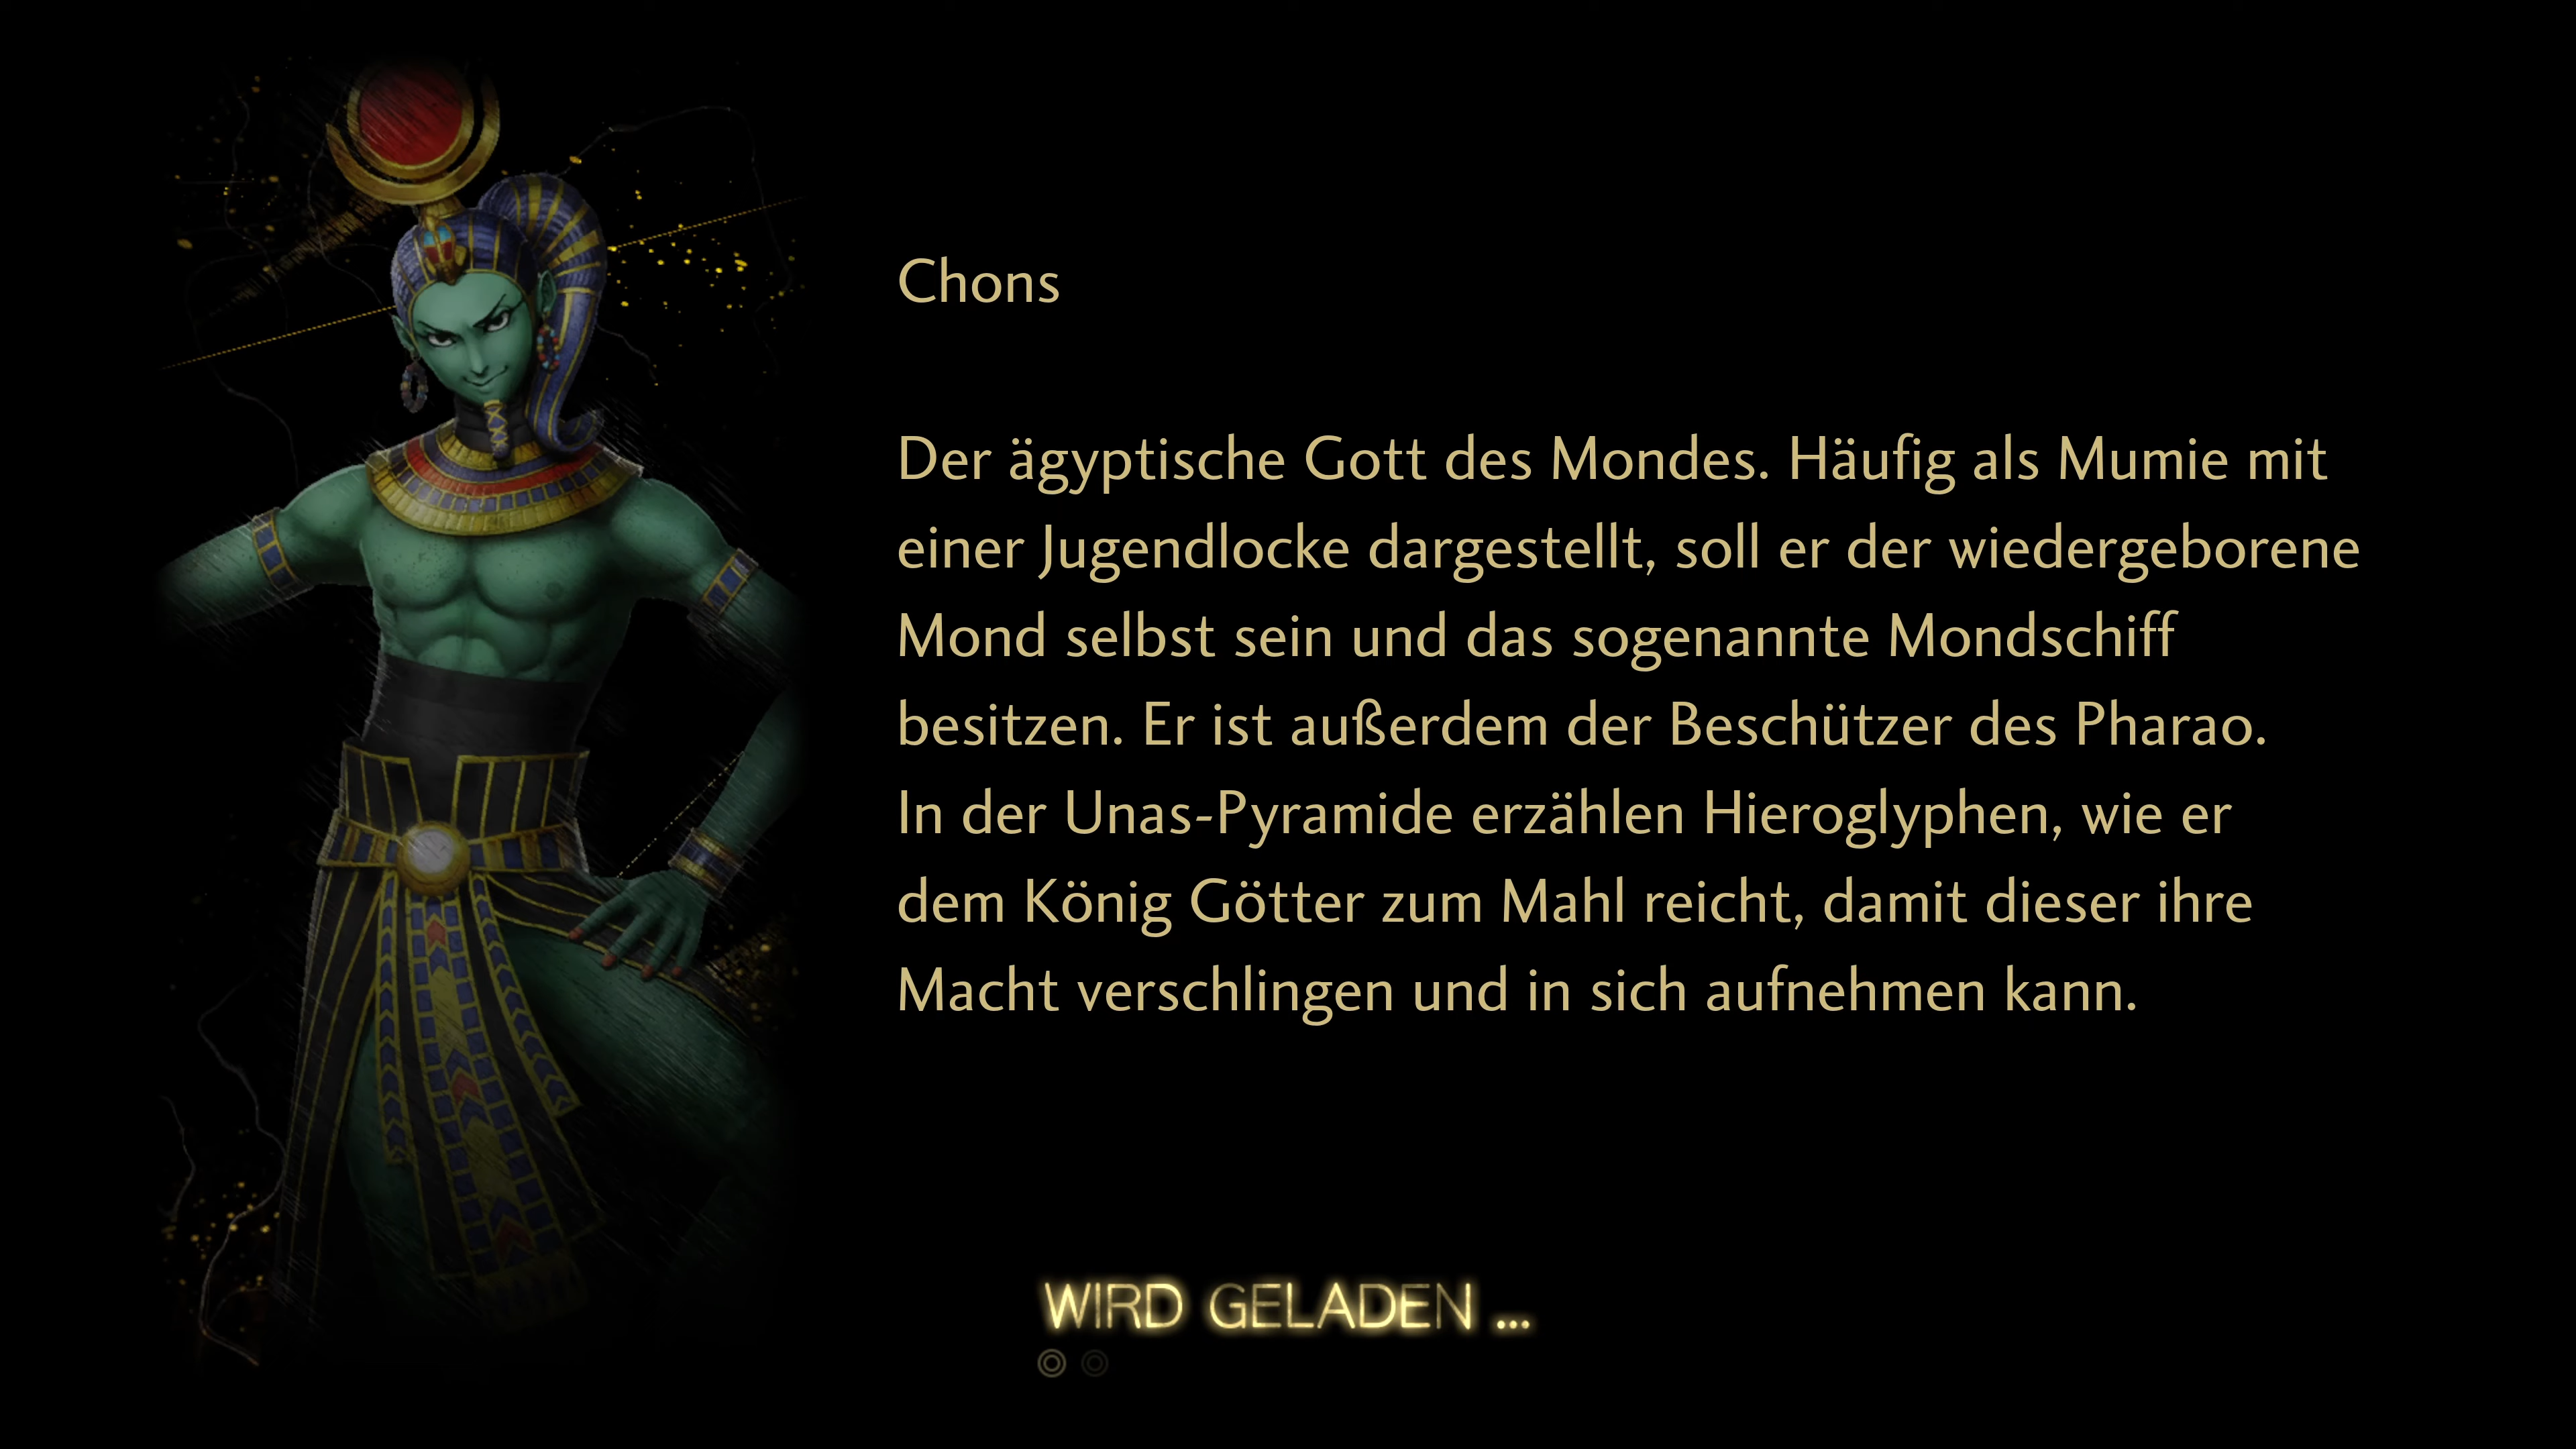 Chons
Der ägyptische Gott des Mondes. Häufig als Mumie mit
einer Jugendlocke dargestellt, soll er der wiedergeborene
Mond selbst sein und das sogenannte Mondschiff
besitzen. Er ist außerdem der Beschützer des Pharao.
In der Unas-Pyramide erzählen Hieroglyphen, wie er
dem König Götter zum Mahl reicht, damit dieser ihre
Macht verschlingen und in sich aufnehmen kann.
WIRD GELADEN ...